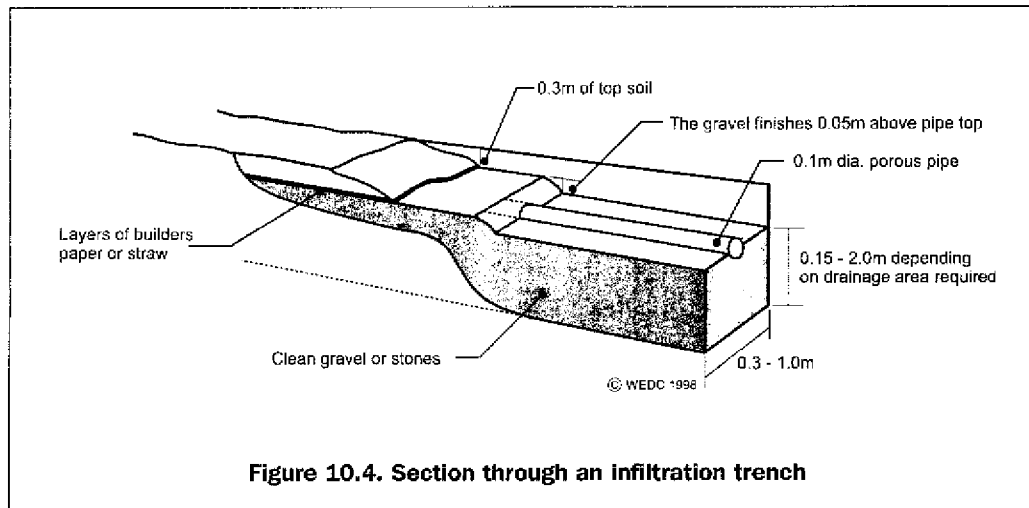 0.3m of top soil
The gravel finishes 0.05m above pipe top
0.1m dia. porous pipe
Layers of builders
paper or straw
0.15 - 2.0m depending
on drainage area required
Clean gravel or stones
0.3 - 1.0m
© WEDC 1998
Figure 10.4. Section through an infiltration trench